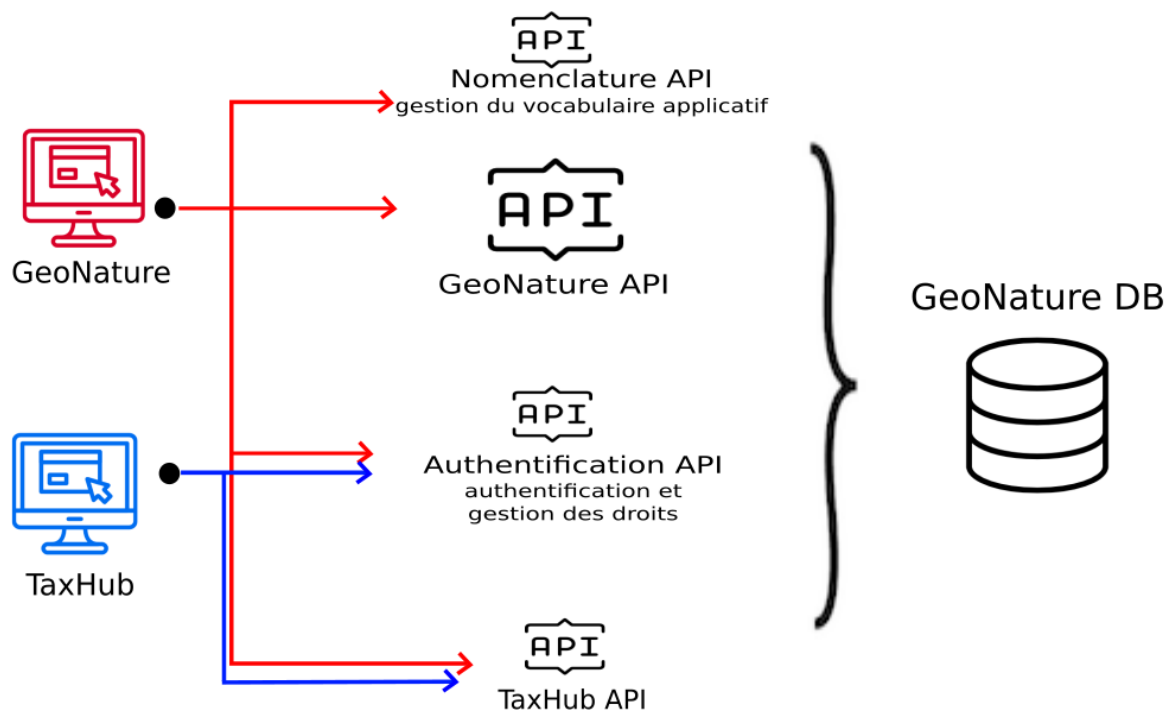 API
Nomenclature API
gestion du vocabulaire applicatif
GeoNature
API
GeoNature API
GeoNature DB
API
Authentification API
authentification et
gestion des droits
TaxHub
API
TaxHub API